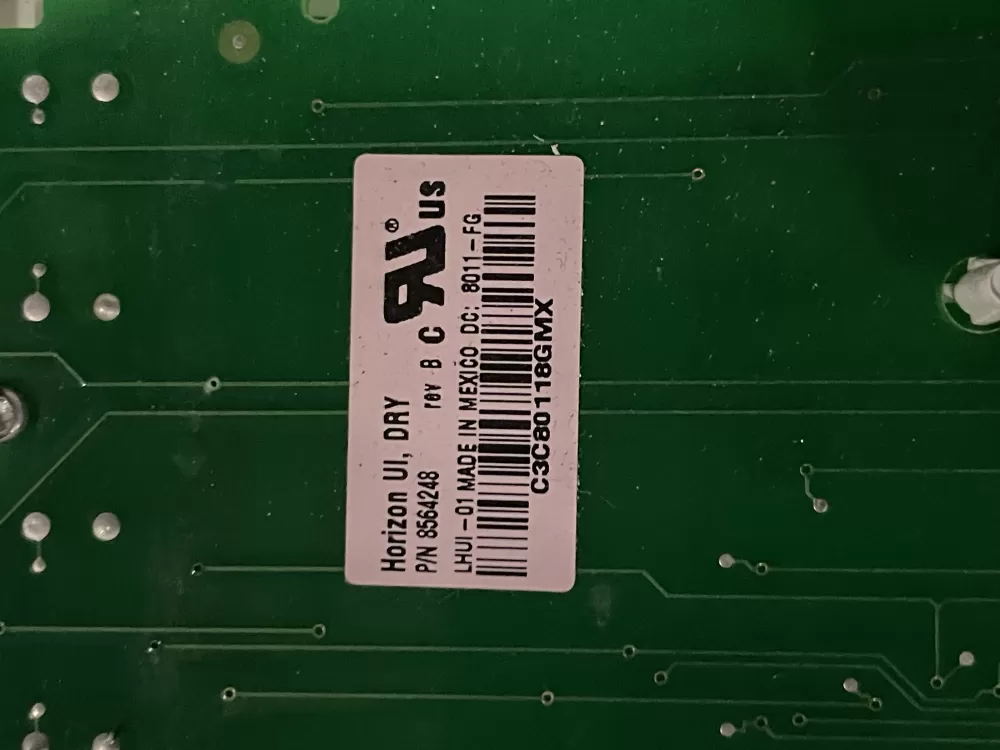 Horizon UI, DRY
P/N 8564248 rev B C US ®
LHUI-01 MADE IN MEXICO DC: 8011-FG
C3C80118GMX